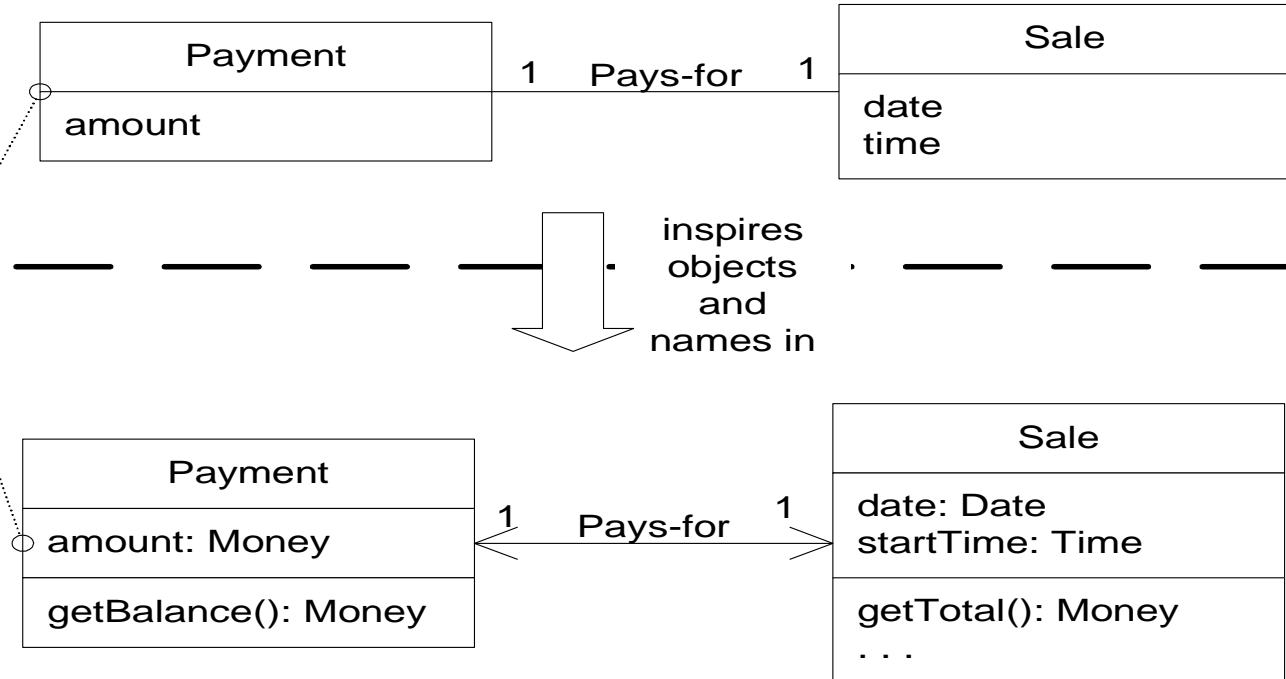 Payment
amount
1 Pays-for 1
Sale
date
time
inspires
objects
and
names in
Payment
amount: Money
getBalance(): Money
1 Pays-for 1
Sale
date: Date
startTime: Time
getTotal(): Money
. . .